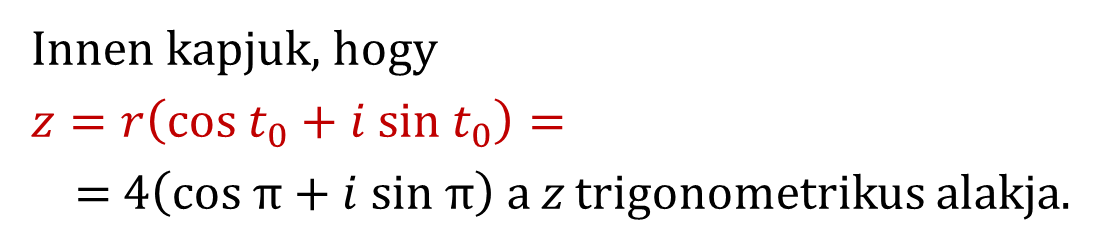 Innen kapjuk, hogy
z = r(cos t₀ + i sin t₀) =
= 4(cos π + i sin π) a z trigonometrikus alakja.